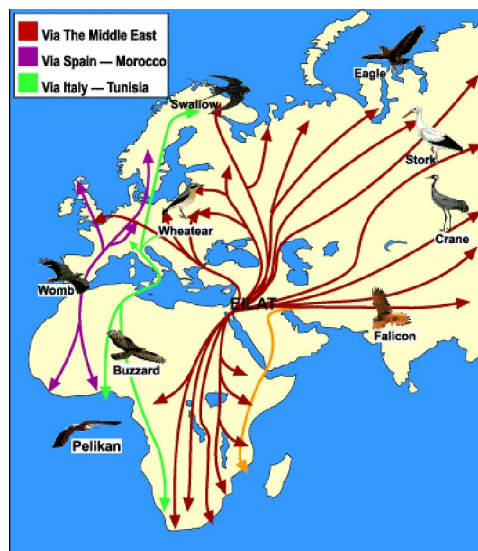 Via The Middle East
Via Spain — Morocco
Via Italy — Tunisia
Eagle
Swallow
Stork
Wheatear
Crane
Womb
EILAT
Falicon
Buzzard
Pelikan